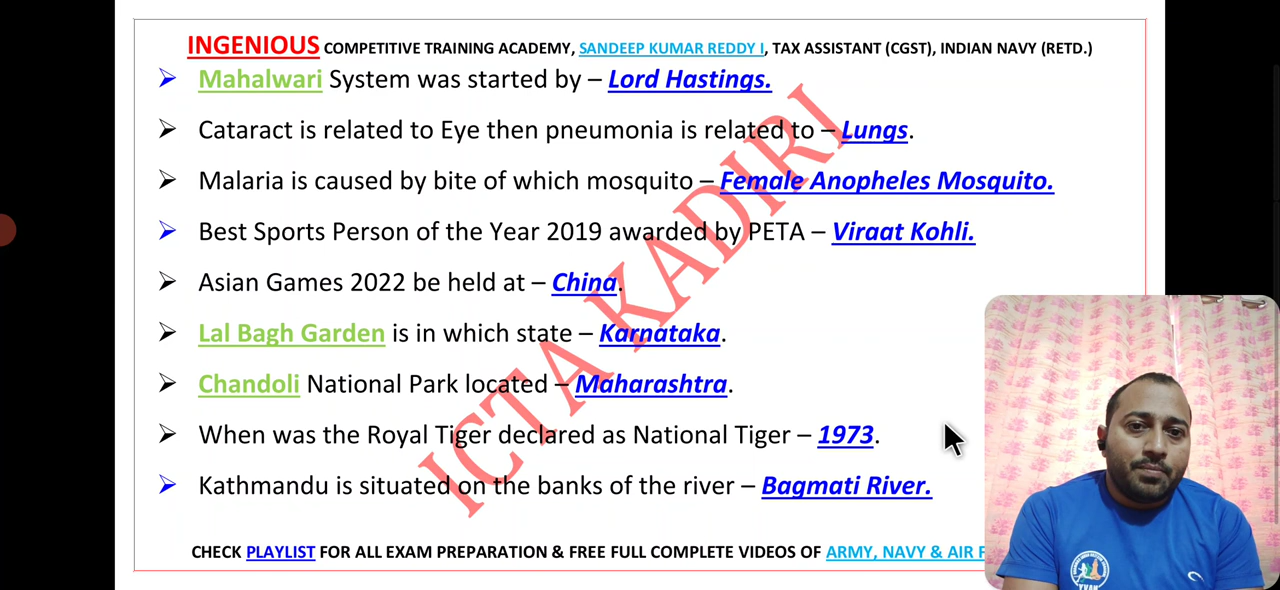 INGENIOUS COMPETITIVE TRAINING ACADEMY, SANDEEP KUMAR REDDY I, TAX ASSISTANT (CGST), INDIAN NAVY (RETD.)
Mahalwari System was started by – Lord Hastings.
Cataract is related to Eye then pneumonia is related to – Lungs.
Malaria is caused by bite of which mosquito – Female Anopheles Mosquito.
Best Sports Person of the Year 2019 awarded by PETA – Viraat Kohli.
Asian Games 2022 be held at – China.
Lal Bagh Garden is in which state – Karnataka.
Chandoli National Park located – Maharashtra.
When was the Royal Tiger declared as National Tiger – 1973.
Kathmandu is situated on the banks of the river – Bagmati River.
CHECK PLAYLIST FOR ALL EXAM PREPARATION & FREE FULL COMPLETE VIDEOS OF ARMY, NAVY & AIR F
ICTA KADIRI